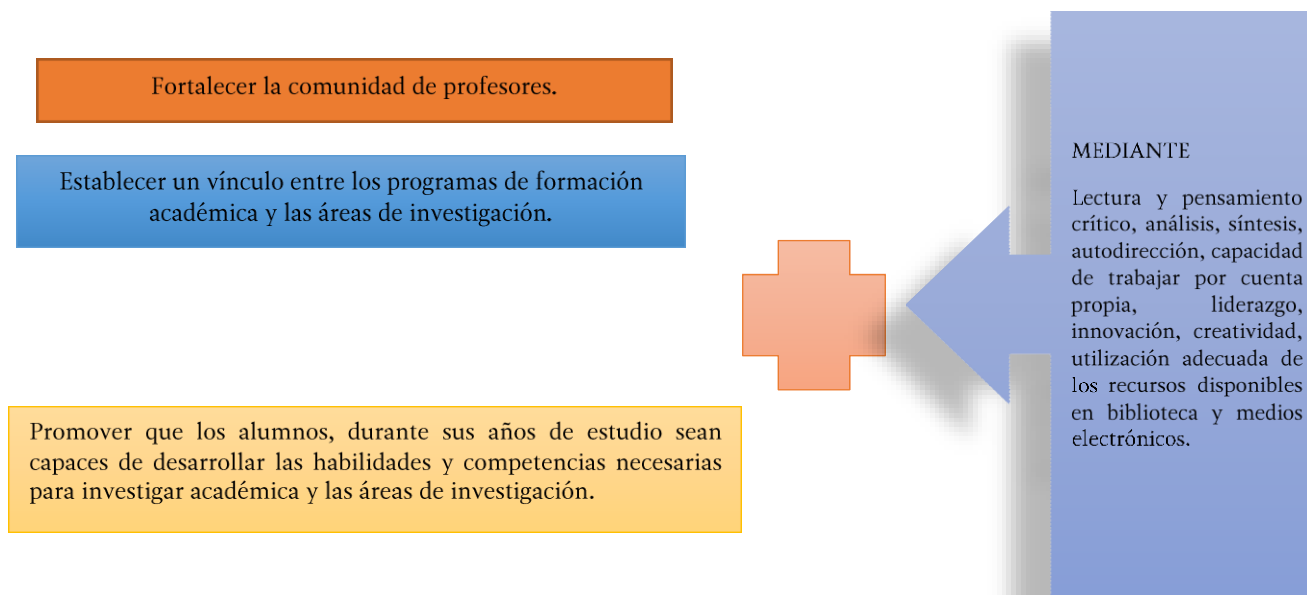 Fortalecer la comunidad de profesores.
Establecer un vínculo entre los programas de formación
académica y las áreas de investigación.
Promover que los alumnos, durante sus años de estudio sean
capaces de desarrollar las habilidades y competencias necesarias
para investigar académica y las áreas de investigación.
MEDIANTE
Lectura y pensamiento
crítico, análisis, síntesis,
autodirección, capacidad
de trabajar por cuenta
propia, liderazgo,
innovación, creatividad,
utilización adecuada de
los recursos disponibles
en biblioteca y medios
electrónicos.